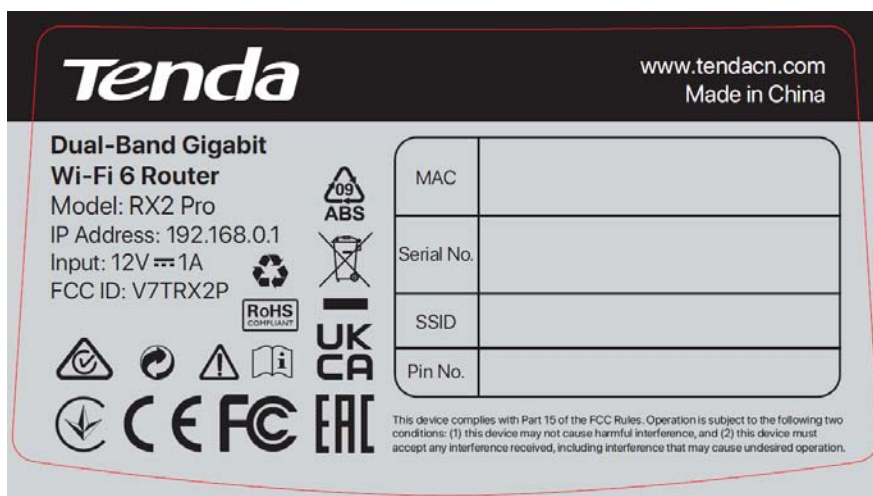 Tenda
www.tendacn.com
Made in China
Dual-Band Gigabit
Wi-Fi 6 Router
Model: RX2 Pro
IP Address: 192.168.0.1
Input: 12V⎓1A
FCC ID: V7TRX2P
09
ABS
RoHS
COMPLIANT
UK
CA
CE
FC
EAC
MAC
Serial No.
SSID
Pin No.
This device complies with Part 15 of the FCC Rules. Operation is subject to the following two
conditions: (1) this device may not cause harmful interference, and (2) this device must
accept any interference received, including interference that may cause undesired operation.